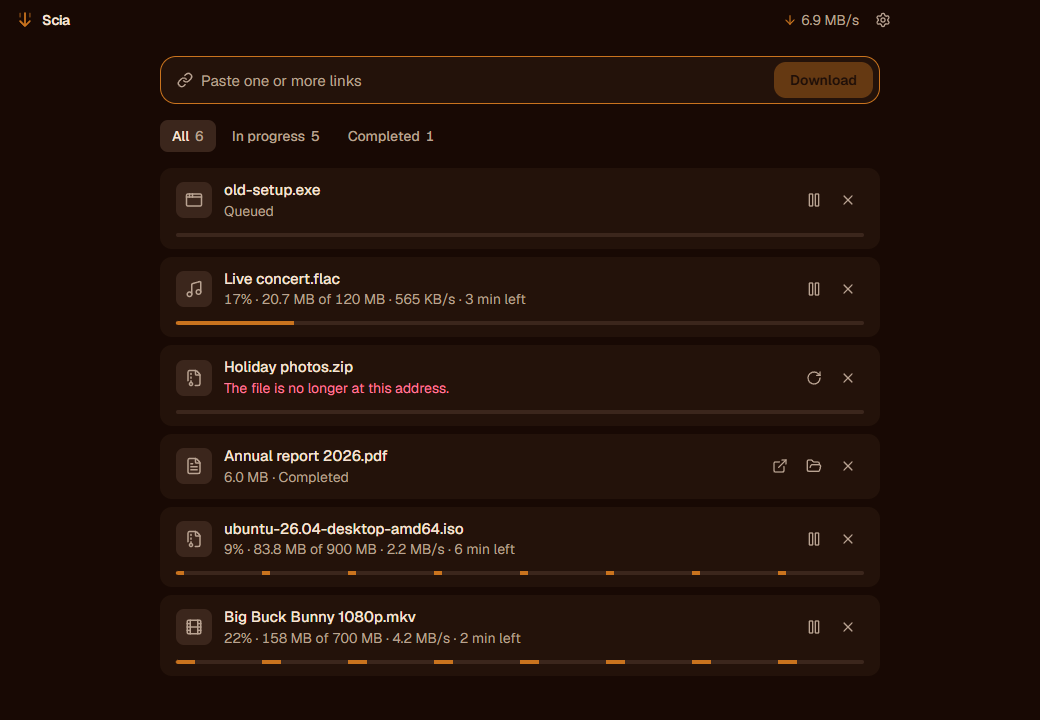 Scia
6.9 MB/s
Paste one or more links
Download
All 6
In progress 5
Completed 1
old-setup.exe
Queued
Live concert.flac
17% · 20.7 MB of 120 MB · 565 KB/s · 3 min left
Holiday photos.zip
The file is no longer at this address.
Annual report 2026.pdf
6.0 MB · Completed
ubuntu-26.04-desktop-amd64.iso
9% · 83.8 MB of 900 MB · 2.2 MB/s · 6 min left
Big Buck Bunny 1080p.mkv
22% · 158 MB of 700 MB · 4.2 MB/s · 2 min left